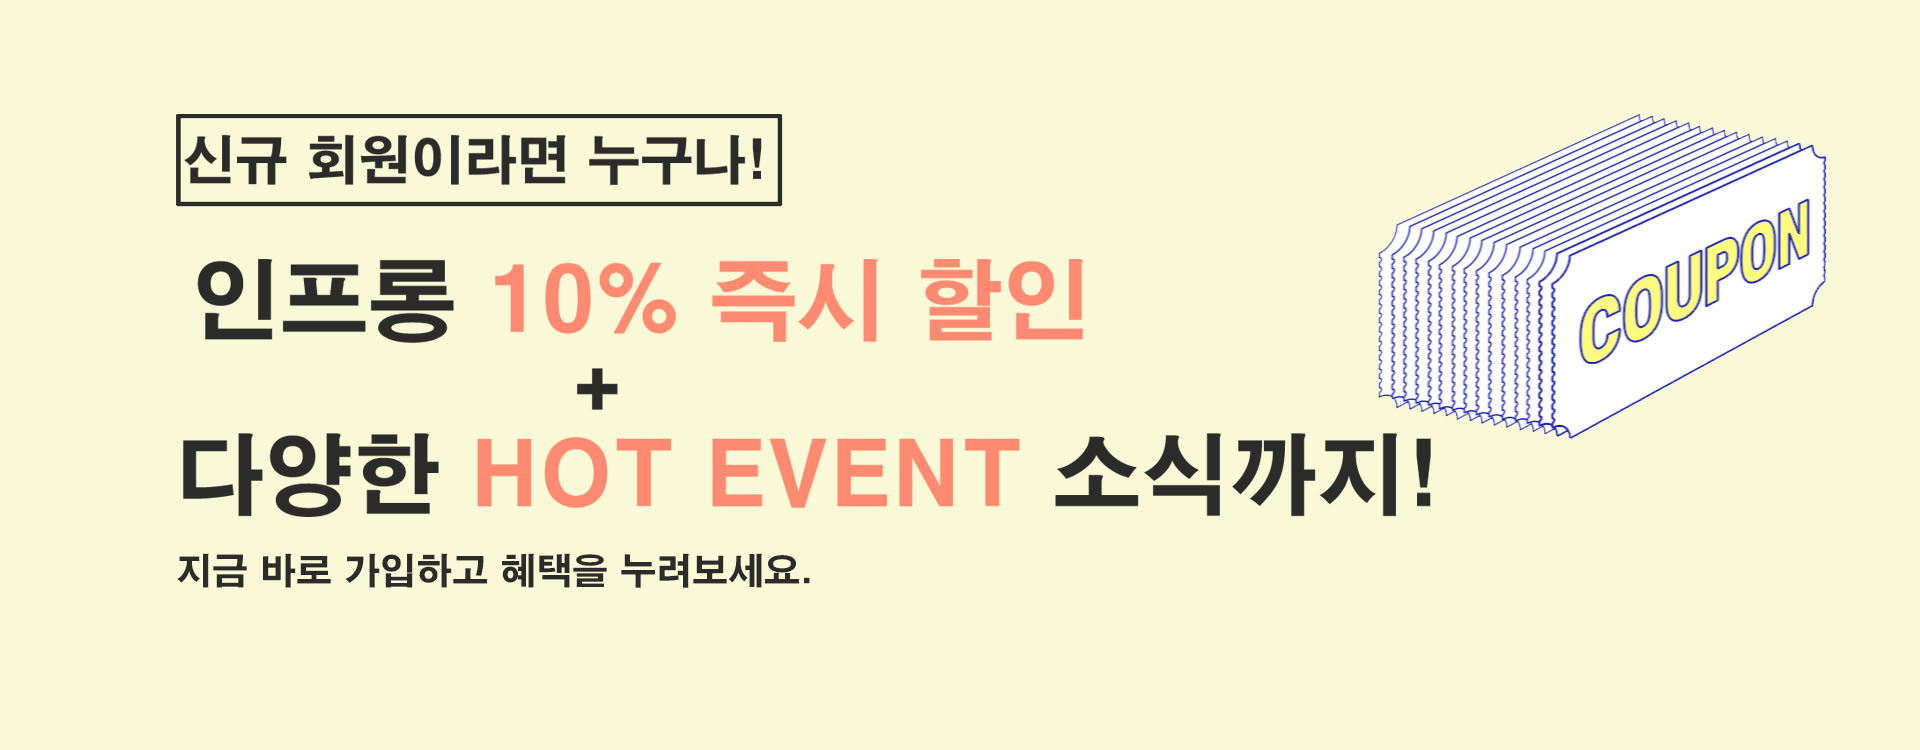 신규 회원이라면 누구나!
인프롱 10% 즉시 할인
+
다양한 HOT EVENT 소식까지!
지금 바로 가입하고 혜택을 누려보세요.
COUPON